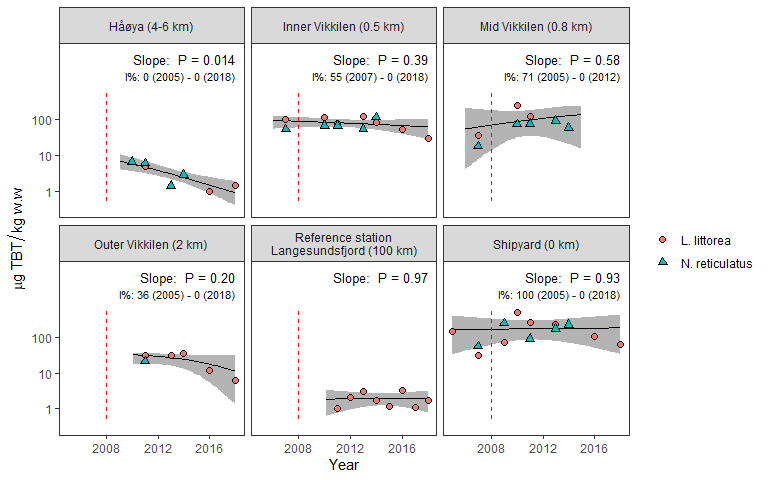 Håøya (4-6 km)
Inner Vikkilen (0.5 km)
Mid Vikkilen (0.8 km)
Slope:  P = 0.014
I%: 0 (2005) - 0 (2018)
Slope:  P = 0.39
I%: 55 (2007) - 0 (2018)
Slope:  P = 0.58
I%: 71 (2005) - 0 (2012)
100
10
1
µg TBT/ kg w.w
Outer Vikkilen (2 km)
Reference station
Langesundsfjord (100 km)
Shipyard (0 km)
Slope:  P = 0.20
I%: 36 (2005) - 0 (2018)
Slope:  P = 0.97
Slope:  P = 0.93
I%: 100 (2005) - 0 (2018)
100
10
1
2008
2012
2016
2008
2012
2016
2008
2012
2016
Year
L. littorea
N. reticulatus